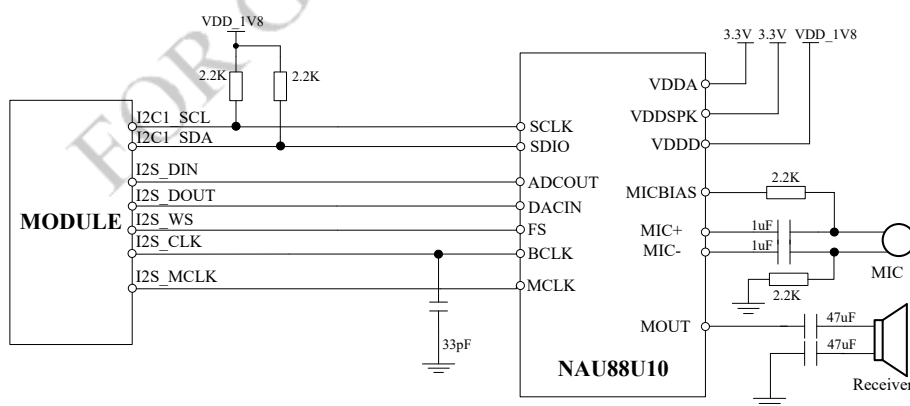 FOR
VDD_1V8
2.2K
2.2K
3.3V 3.3V VDD_1V8
MODULE
I2C1_SCL
I2C1_SDA
I2S_DIN
I2S_DOUT
I2S_WS
I2S_CLK
I2S_MCLK
33pF
SCLK
SDIO
ADCOUT
DACIN
FS
BCLK
MCLK
VDDA
VDDSPK
VDDD
MICBIAS
MIC+
MIC-
MOUT
NAU88U10
2.2K
1uF
1uF
MIC
2.2K
47uF
47uF
Receiver